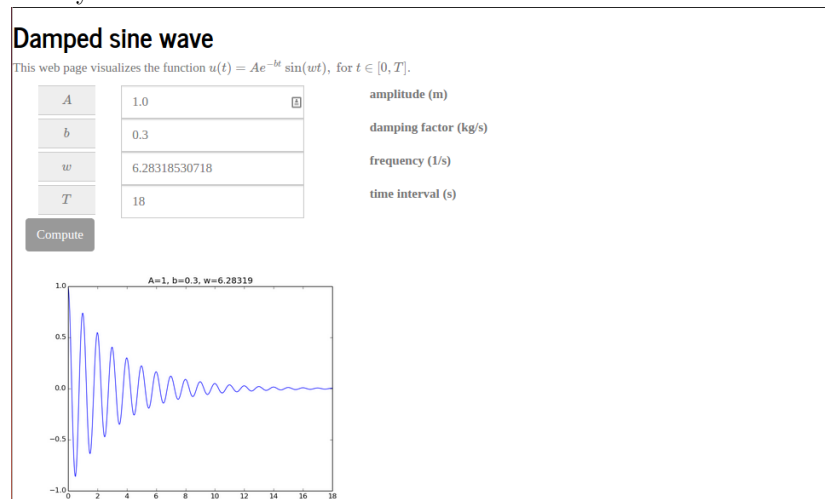 Damped sine wave
This web page visualizes the function u(t) = Ae^{-bt} sin(wt), for t ∈ [0, T].
A 1.0 amplitude (m)
b 0.3 damping factor (kg/s)
w 6.28318530718 frequency (1/s)
T 18 time interval (s)
Compute
A=1, b=0.3, w=6.28319
1.0
0.5
0.0
−0.5
−1.0
0 2 4 6 8 10 12 14 16 18